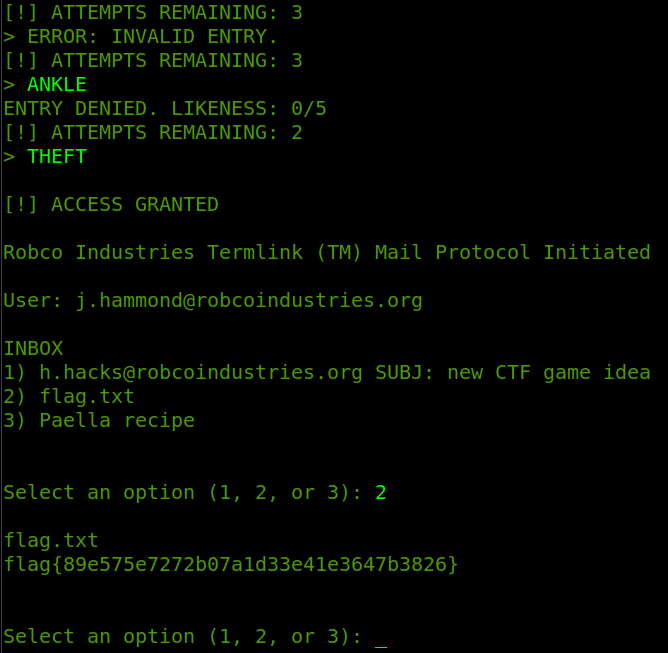 [!] ATTEMPTS REMAINING: 3
> ERROR: INVALID ENTRY.
[!] ATTEMPTS REMAINING: 3
> ANKLE
ENTRY DENIED. LIKENESS: 0/5
[!] ATTEMPTS REMAINING: 2
> THEFT
[!] ACCESS GRANTED
Robco Industries Termlink (TM) Mail Protocol Initiated
User: j.hammond@robcoindustries.org
INBOX
1) h.hacks@robcoindustries.org SUBJ: new CTF game idea
2) flag.txt
3) Paella recipe
Select an option (1, 2, or 3): 2
flag.txt
flag{89e575e7272b07a1d33e41e3647b3826}
Select an option (1, 2, or 3): _